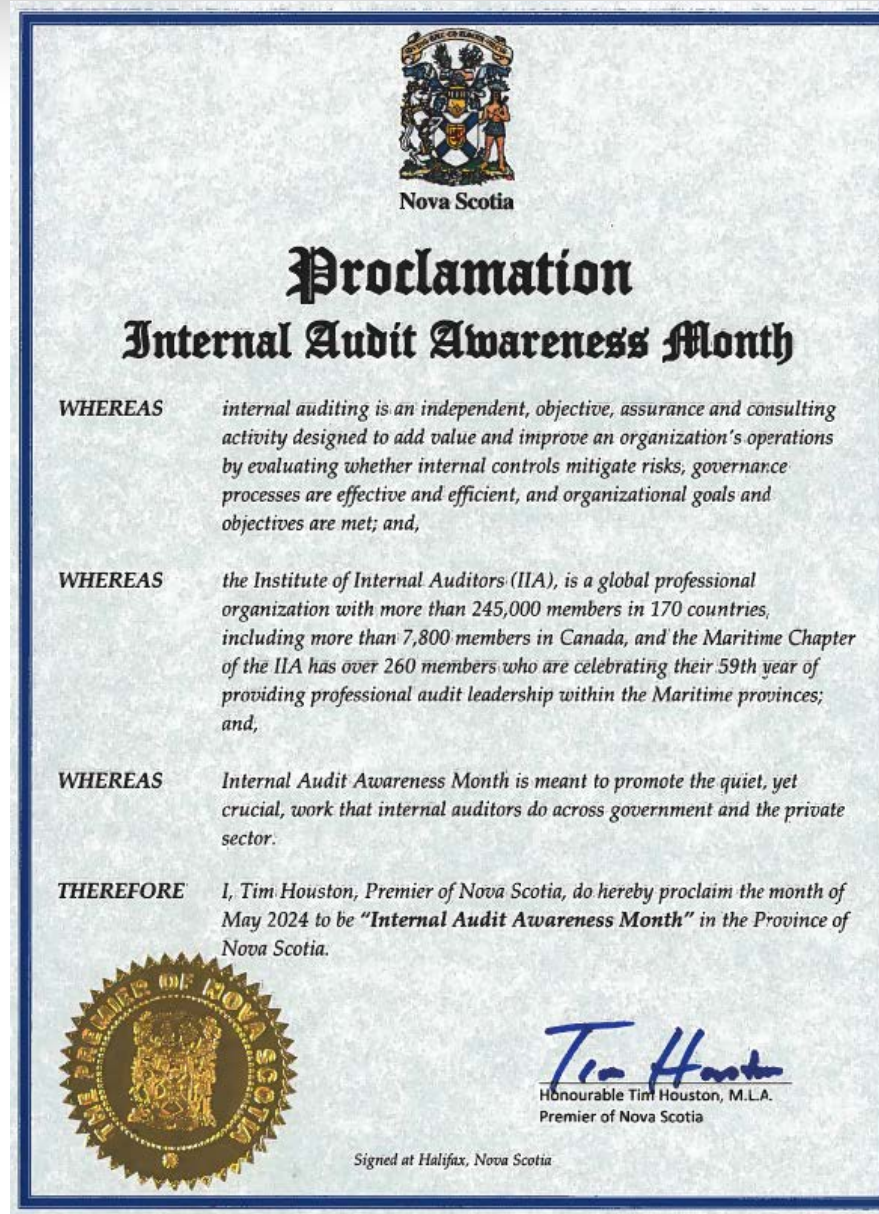 Nova Scotia
Proclamation
Internal Audit Awareness Month
WHEREAS internal auditing is an independent, objective, assurance and consulting
activity designed to add value and improve an organization's operations
by evaluating whether internal controls mitigate risks, governance
processes are effective and efficient, and organizational goals and
objectives are met; and,
WHEREAS the Institute of Internal Auditors (IIA), is a global professional
organization with more than 245,000 members in 170 countries,
including more than 7,800 members in Canada, and the Maritime Chapter
of the IIA has over 260 members who are celebrating their 59th year of
providing professional audit leadership within the Maritime provinces;
and,
WHEREAS Internal Audit Awareness Month is meant to promote the quiet, yet
crucial, work that internal auditors do across government and the private
sector.
THEREFORE I, Tim Houston, Premier of Nova Scotia, do hereby proclaim the month of
May 2024 to be "Internal Audit Awareness Month" in the Province of
Nova Scotia.
THE PREMIER OF NOVA SCOTIA
Tim Houston
Honourable Tim Houston, M.L.A.
Premier of Nova Scotia
Signed at Halifax, Nova Scotia